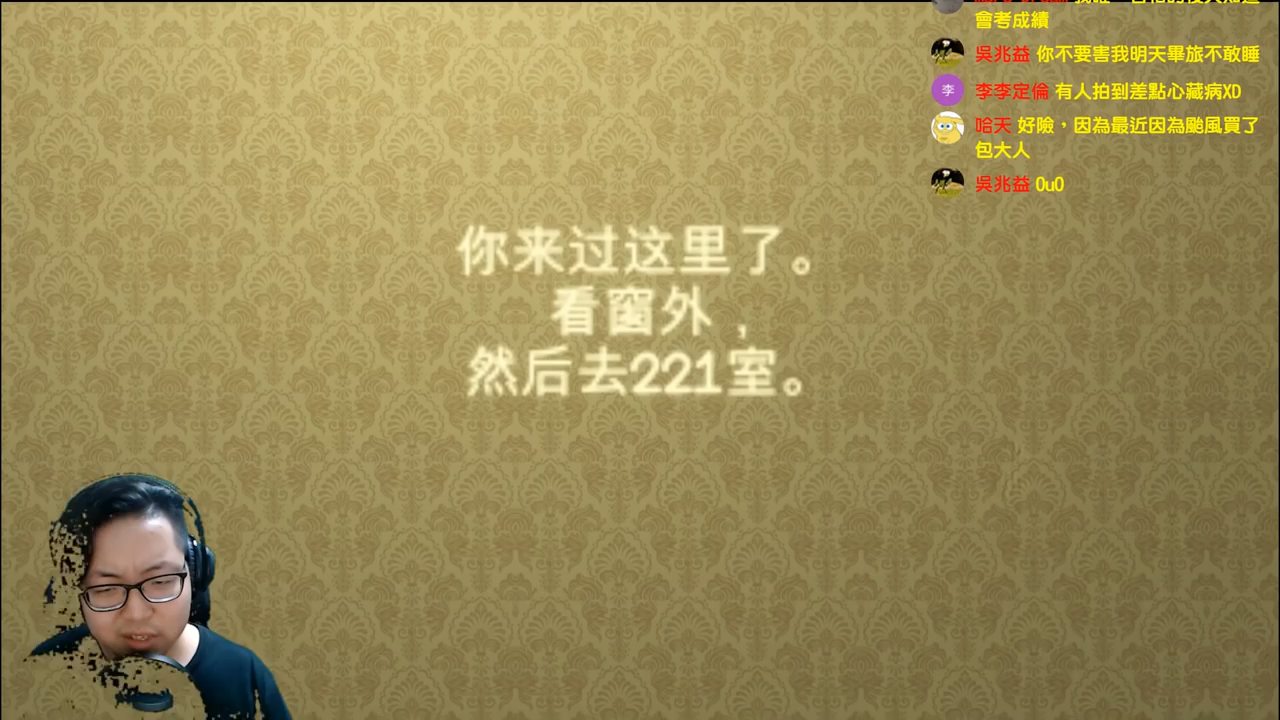 會考成績
吳兆益 你不要害我明天畢旅不敢睡
李 李李定倫 有人拍到差點心藏病XD
哈天 好險，因為最近因為颱風買了
包大人
吳兆益 OuO
你来过这里了。
看窗外，
然后去221室。